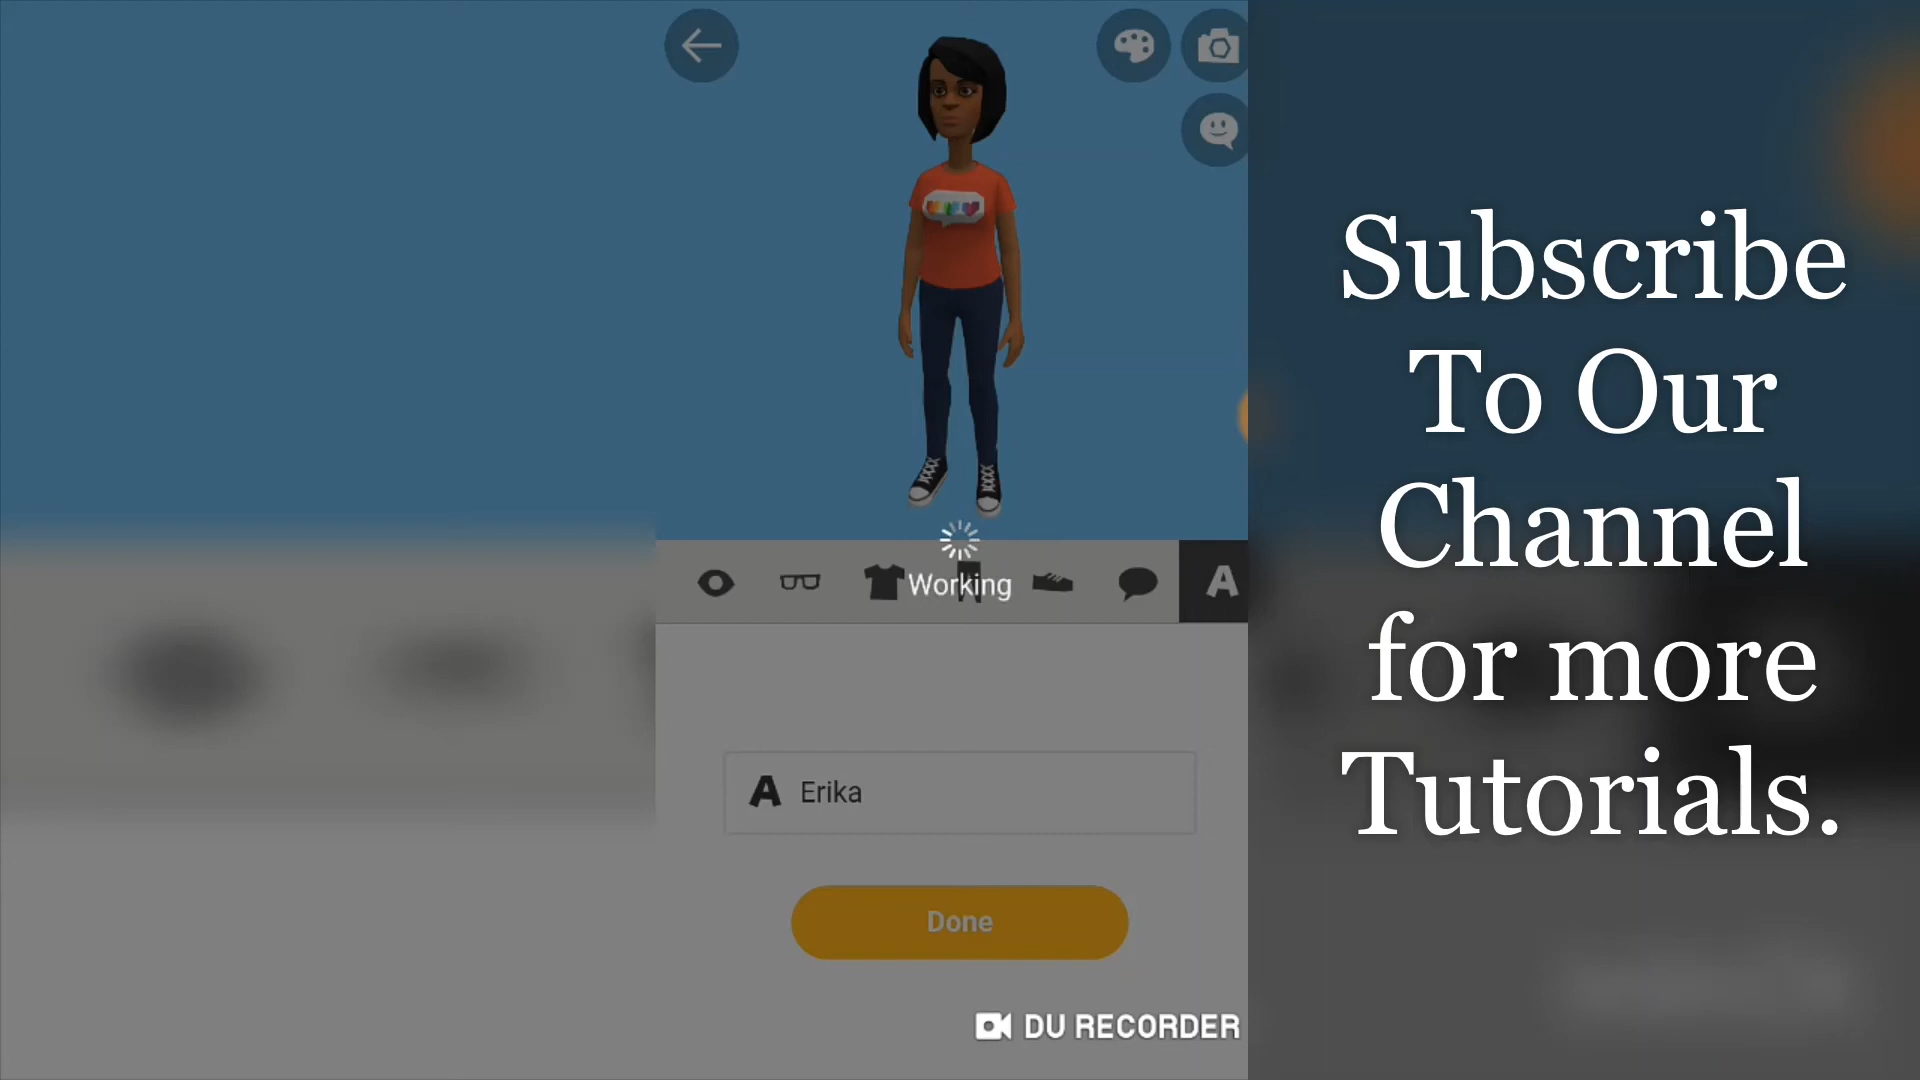 Working
A
A Erika
Done
DU RECORDER
Subscribe
To Our
Channel
for more
Tutorials.